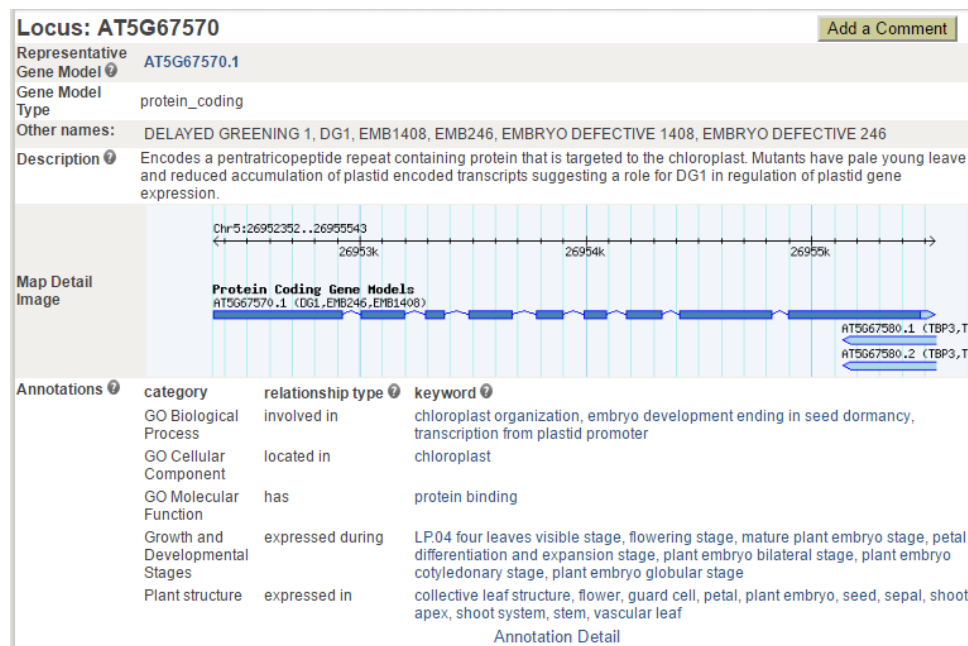 Locus: AT5G67570
Add a Comment
Representative
Gene Model
AT5G67570.1
Gene Model
Type
protein_coding
Other names:
DELAYED GREENING 1, DG1, EMB1408, EMB246, EMBRYO DEFECTIVE 1408, EMBRYO DEFECTIVE 246
Description
Encodes a pentratricopeptide repeat containing protein that is targeted to the chloroplast. Mutants have pale young leave
and reduced accumulation of plastid encoded transcripts suggesting a role for DG1 in regulation of plastid gene
expression.
Map Detail
Image
Chr5:26952352..26955543
26953k 26954k 26955k
Protein Coding Gene Models
AT5G67570.1 (DG1,EMB246,EMB1408)
AT5G67580.1 (TBP3,T
AT5G67580.2 (TBP3,T
Annotations
category relationship type keyword
GO Biological
Process
involved in
chloroplast organization, embryo development ending in seed dormancy,
transcription from plastid promoter
GO Cellular
Component
located in
chloroplast
GO Molecular
Function
has
protein binding
Growth and
Developmental
Stages
expressed during
LP.04 four leaves visible stage, flowering stage, mature plant embryo stage, petal
differentiation and expansion stage, plant embryo bilateral stage, plant embryo
cotyledonary stage, plant embryo globular stage
Plant structure
expressed in
collective leaf structure, flower, guard cell, petal, plant embryo, seed, sepal, shoot
apex, shoot system, stem, vascular leaf
Annotation Detail